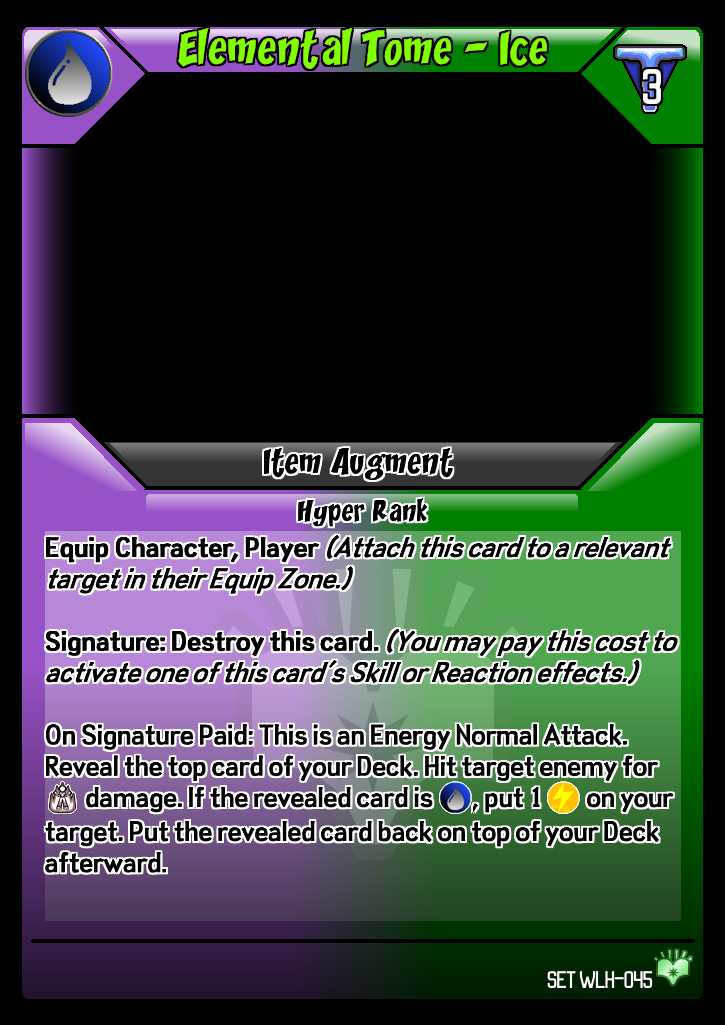 Elemental Tome - Ice
3
Item Augment
Hyper Rank
Equip Character, Player (Attach this card to a relevant
target in their Equip Zone.)
Signature: Destroy this card. (You may pay this cost to
activate one of this card's Skill or Reaction effects.)
On Signature Paid: This is an Energy Normal Attack.
Reveal the top card of your Deck. Hit target enemy for
damage. If the revealed card is , put 1 on your
target. Put the revealed card back on top of your Deck
afterward.
SET WLH-045